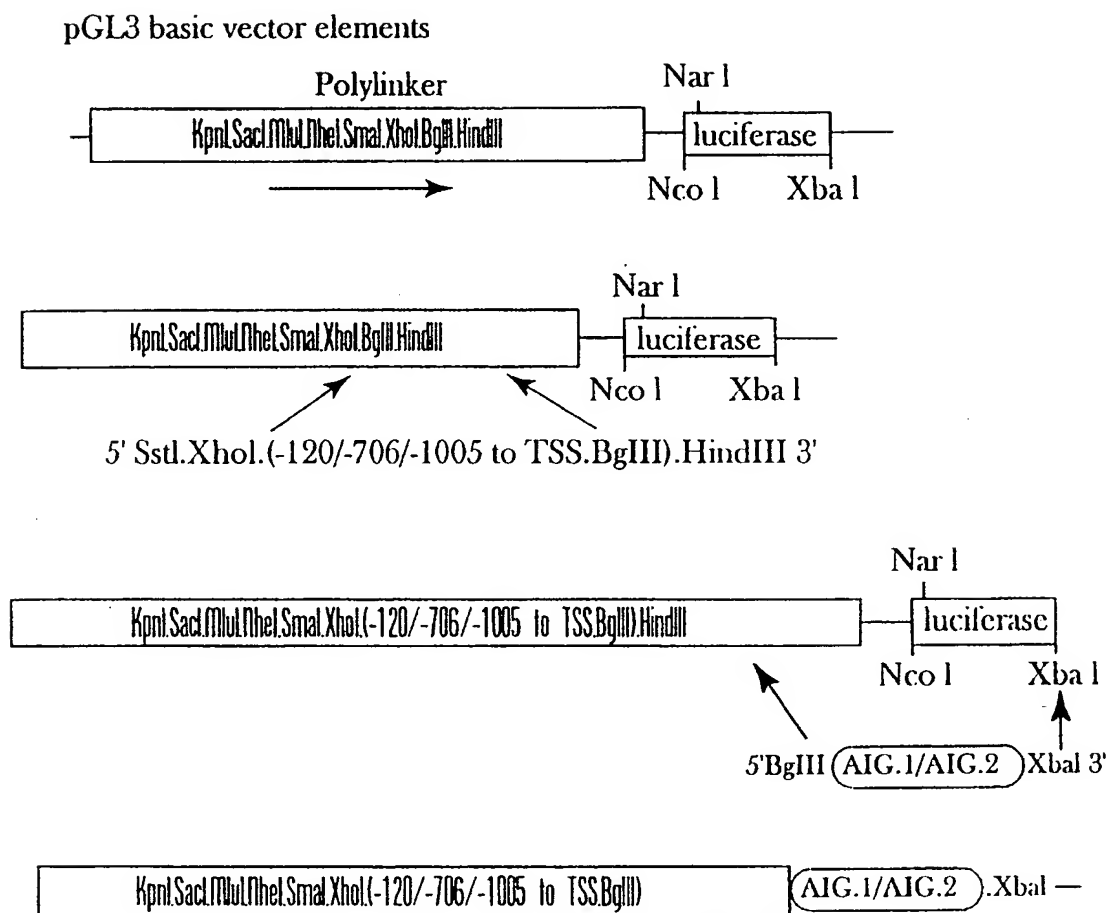 pGL3 basic vector elements
Polylinker
Nar l
KpnI.SacI.MluI.NheI.SmaI.XhoI.BglII.HindIII
luciferase
Nco l
Xba l
Nar l
KpnI.SacI.MluI.NheI.SmaI.XhoI.BglII.HindIII
luciferase
Nco l
Xba l
5' SstI.XhoI.(-120/-706/-1005 to TSS.BglII).HindIII 3'
Nar l
KpnI.SacI.MluI.NheI.SmaI.XhoI.(-120/-706/-1005 to TSS.BglII).HindIII
luciferase
Nco l
Xba l
5'BglII AIG.1/AIG.2 XbaI 3'
KpnI.SacI.MluI.NheI.SmaI.XhoI.(-120/-706/-1005 to TSS.BglII)
AIG.1/AIG.2 .XbaI —